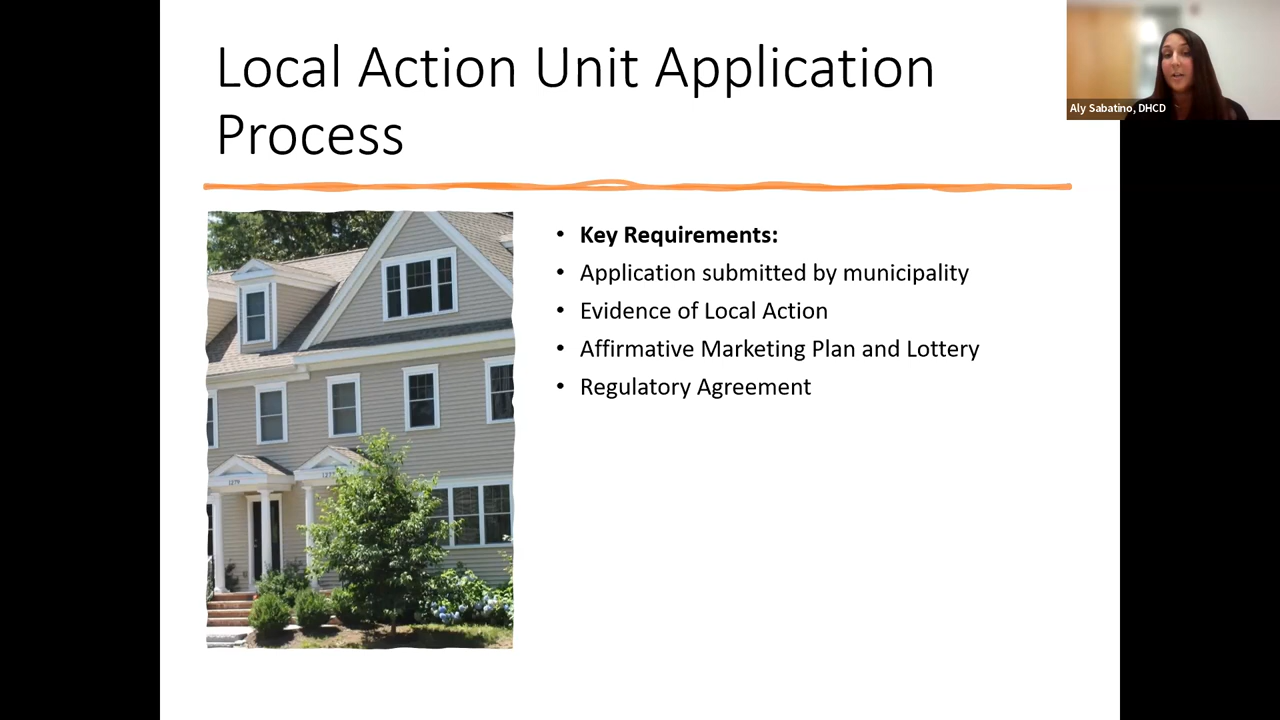 Local Action Unit Application
Process
Aly Sabatino, DHCD
• Key Requirements:
• Application submitted by municipality
• Evidence of Local Action
• Affirmative Marketing Plan and Lottery
• Regulatory Agreement
1279